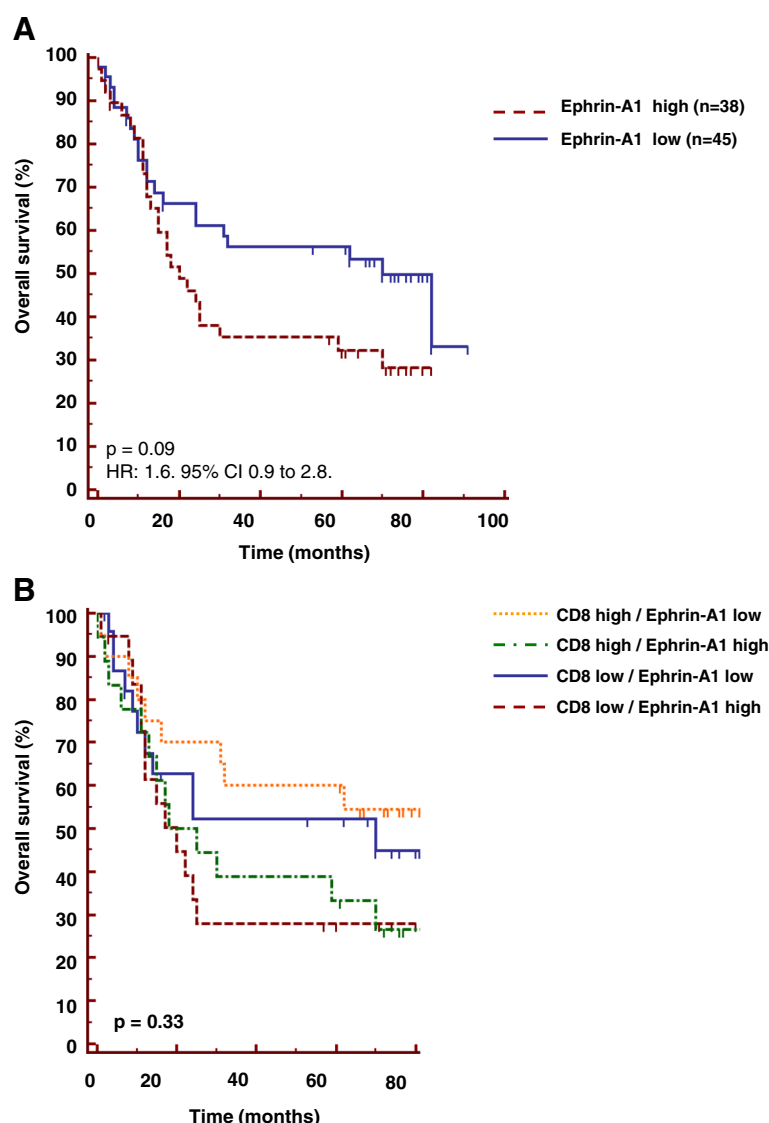 A
100
90
80
70
60
50
40
30
20
10
0
Overall survival (%)
Ephrin-A1 high (n=38)
Ephrin-A1 low (n=45)
p = 0.09
HR: 1.6. 95% CI 0.9 to 2.8.
0 20 40 60 80 100
Time (months)
B
100
90
80
70
60
50
40
30
20
10
0
Overall survival (%)
CD8 high / Ephrin-A1 low
CD8 high / Ephrin-A1 high
CD8 low / Ephrin-A1 low
CD8 low / Ephrin-A1 high
p = 0.33
0 20 40 60 80
Time (months)